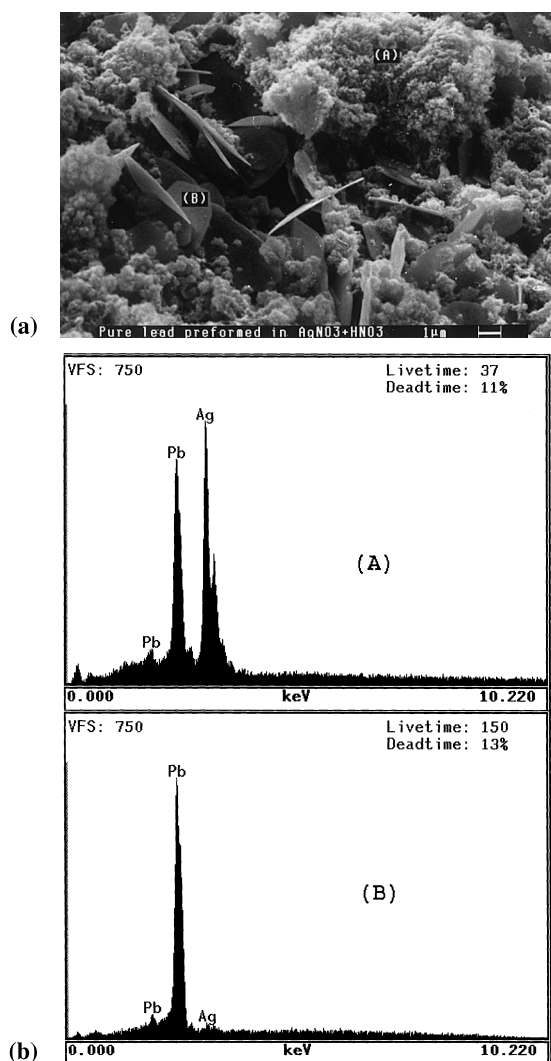 (A)
(B)
(a)
Pure lead preformed in AgNO3+HNO3 1µm
VFS: 750 Livetime: 37
Deadtime: 11%
Ag
Pb
(A)
Pb
0.000 keV 10.220
VFS: 750 Livetime: 150
Deadtime: 13%
Pb
(B)
Pb Ag
(b)
0.000 keV 10.220